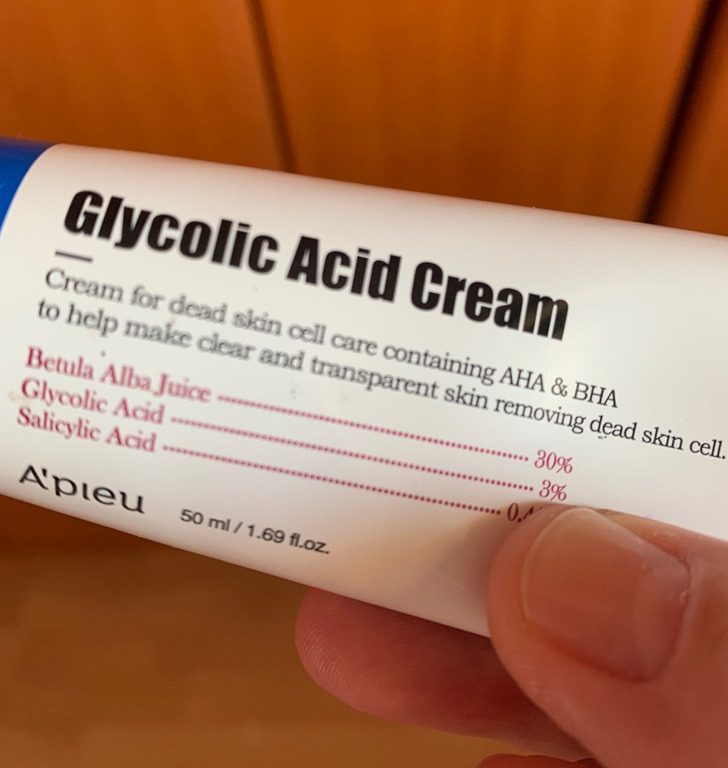 Glycolic Acid Cream
Cream for dead skin cell care containing AHA & BHA
to help make clear and transparent skin removing dead skin cell.
Betula Alba Juice 30%
Glycolic Acid 3%
Salicylic Acid
A'pieu
50 ml / 1.69 fl.oz.